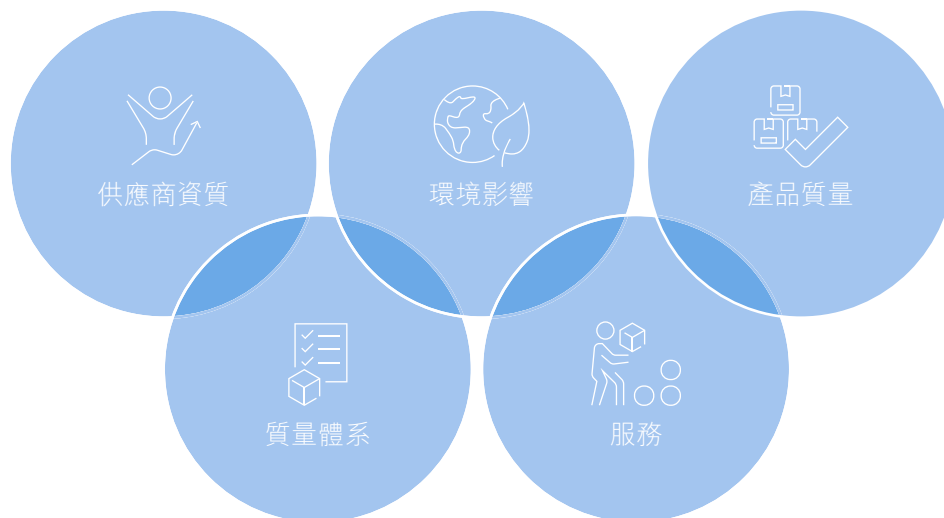 供應商資質
環境影響
產品質量
質量體系
服務